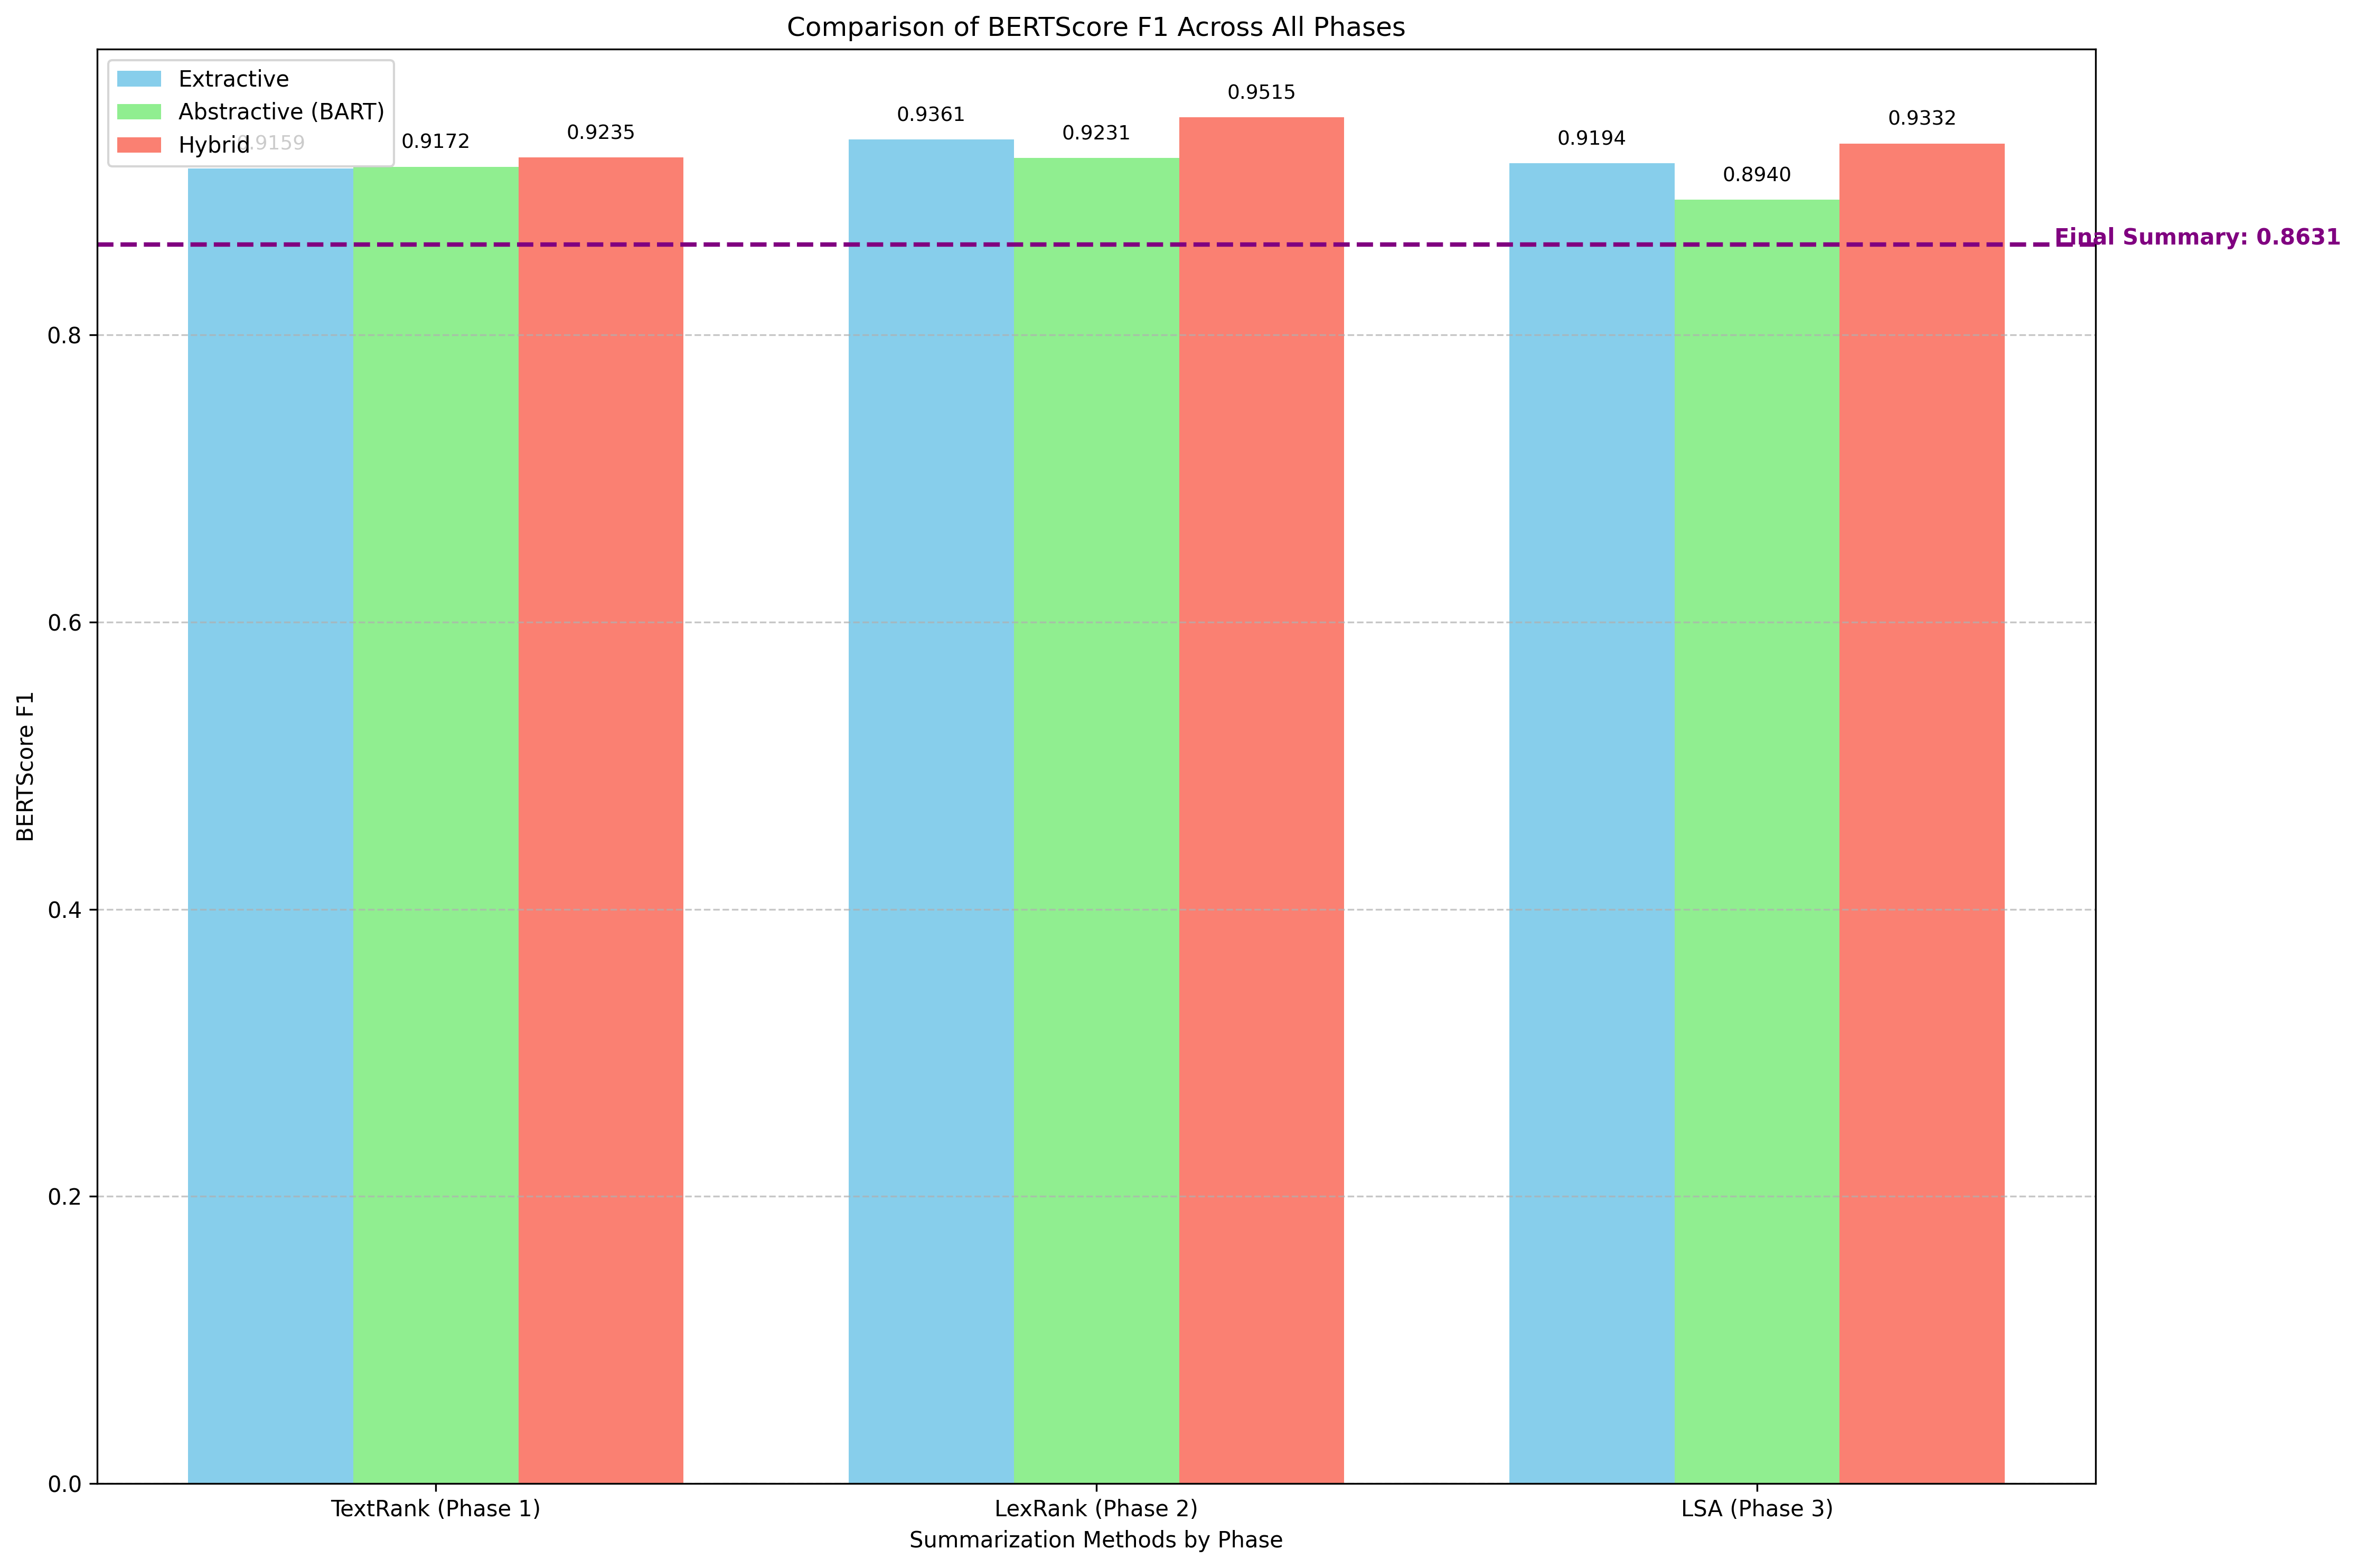 Comparison of BERTScore F1 Across All Phases
Extractive
Abstractive (BART)
Hybrid
0.9159
0.9172
0.9235
0.9361
0.9231
0.9515
0.9194
0.8940
0.9332
Final Summary: 0.8631
0.8
0.6
0.4
0.2
0.0
BERTScore F1
TextRank (Phase 1)
LexRank (Phase 2)
LSA (Phase 3)
Summarization Methods by Phase